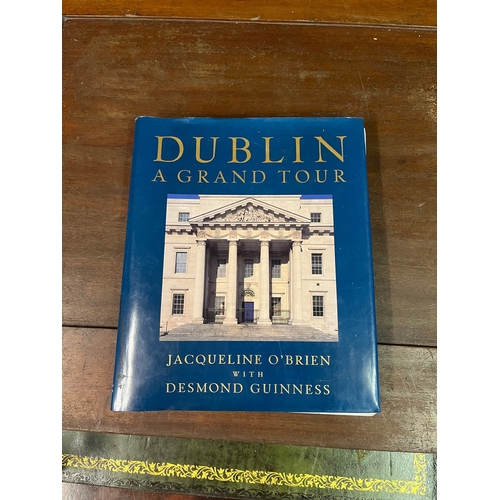 DUBLIN
A GRAND TOUR
JACQUELINE O'BRIEN
WITH
DESMOND GUINNESS